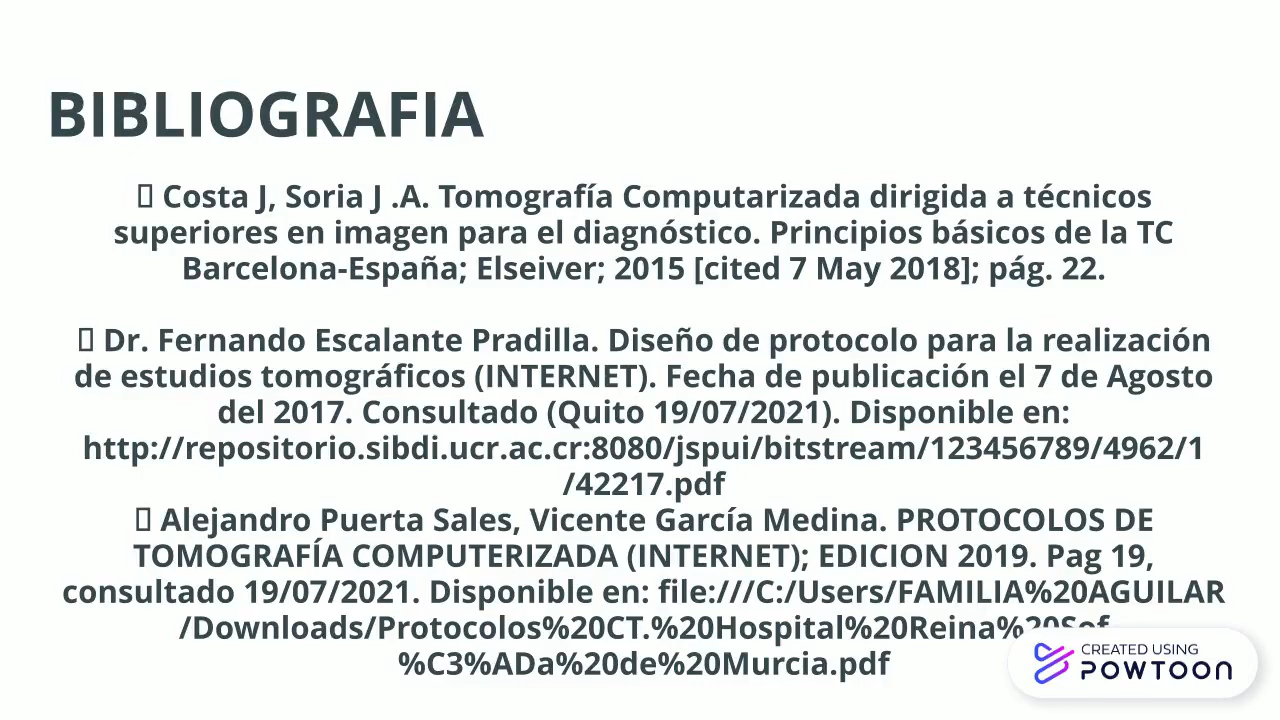 BIBLIOGRAFIA
Costa J, Soria J .A. Tomografía Computarizada dirigida a técnicos
superiores en imagen para el diagnóstico. Principios básicos de la TC
Barcelona-España; Elseiver; 2015 [cited 7 May 2018]; pág. 22.
Dr. Fernando Escalante Pradilla. Diseño de protocolo para la realización
de estudios tomográficos (INTERNET). Fecha de publicación el 7 de Agosto
del 2017. Consultado (Quito 19/07/2021). Disponible en:
http://repositorio.sibdi.ucr.ac.cr:8080/jspui/bitstream/123456789/4962/1
/42217.pdf
Alejandro Puerta Sales, Vicente García Medina. PROTOCOLOS DE
TOMOGRAFÍA COMPUTERIZADA (INTERNET); EDICION 2019. Pag 19,
consultado 19/07/2021. Disponible en: file:///C:/Users/FAMILIA%20AGUILAR
/Downloads/Protocolos%20CT.%20Hospital%20Reina%20Sof
%C3%ADa%20de%20Murcia.pdf
CREATED USING
POWTOON